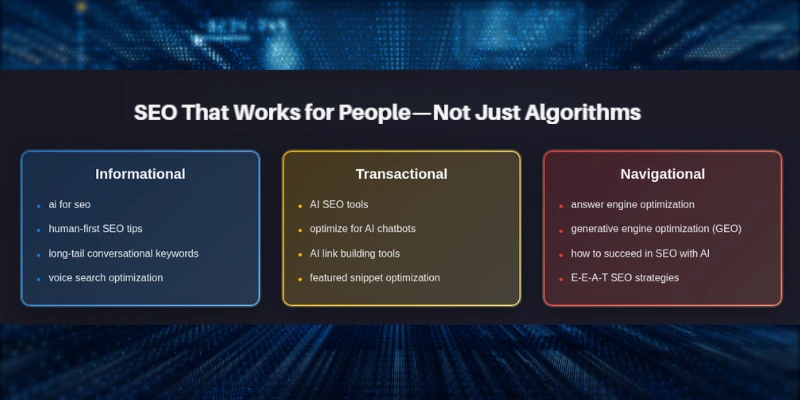 SEO That Works for People—Not Just Algorithms
Informational
ai for seo
human-first SEO tips
long-tail conversational keywords
voice search optimization
Transactional
AI SEO tools
optimize for AI chatbots
AI link building tools
featured snippet optimization
Navigational
answer engine optimization
generative engine optimization (GEO)
how to succeed in SEO with AI
E-E-A-T SEO strategies